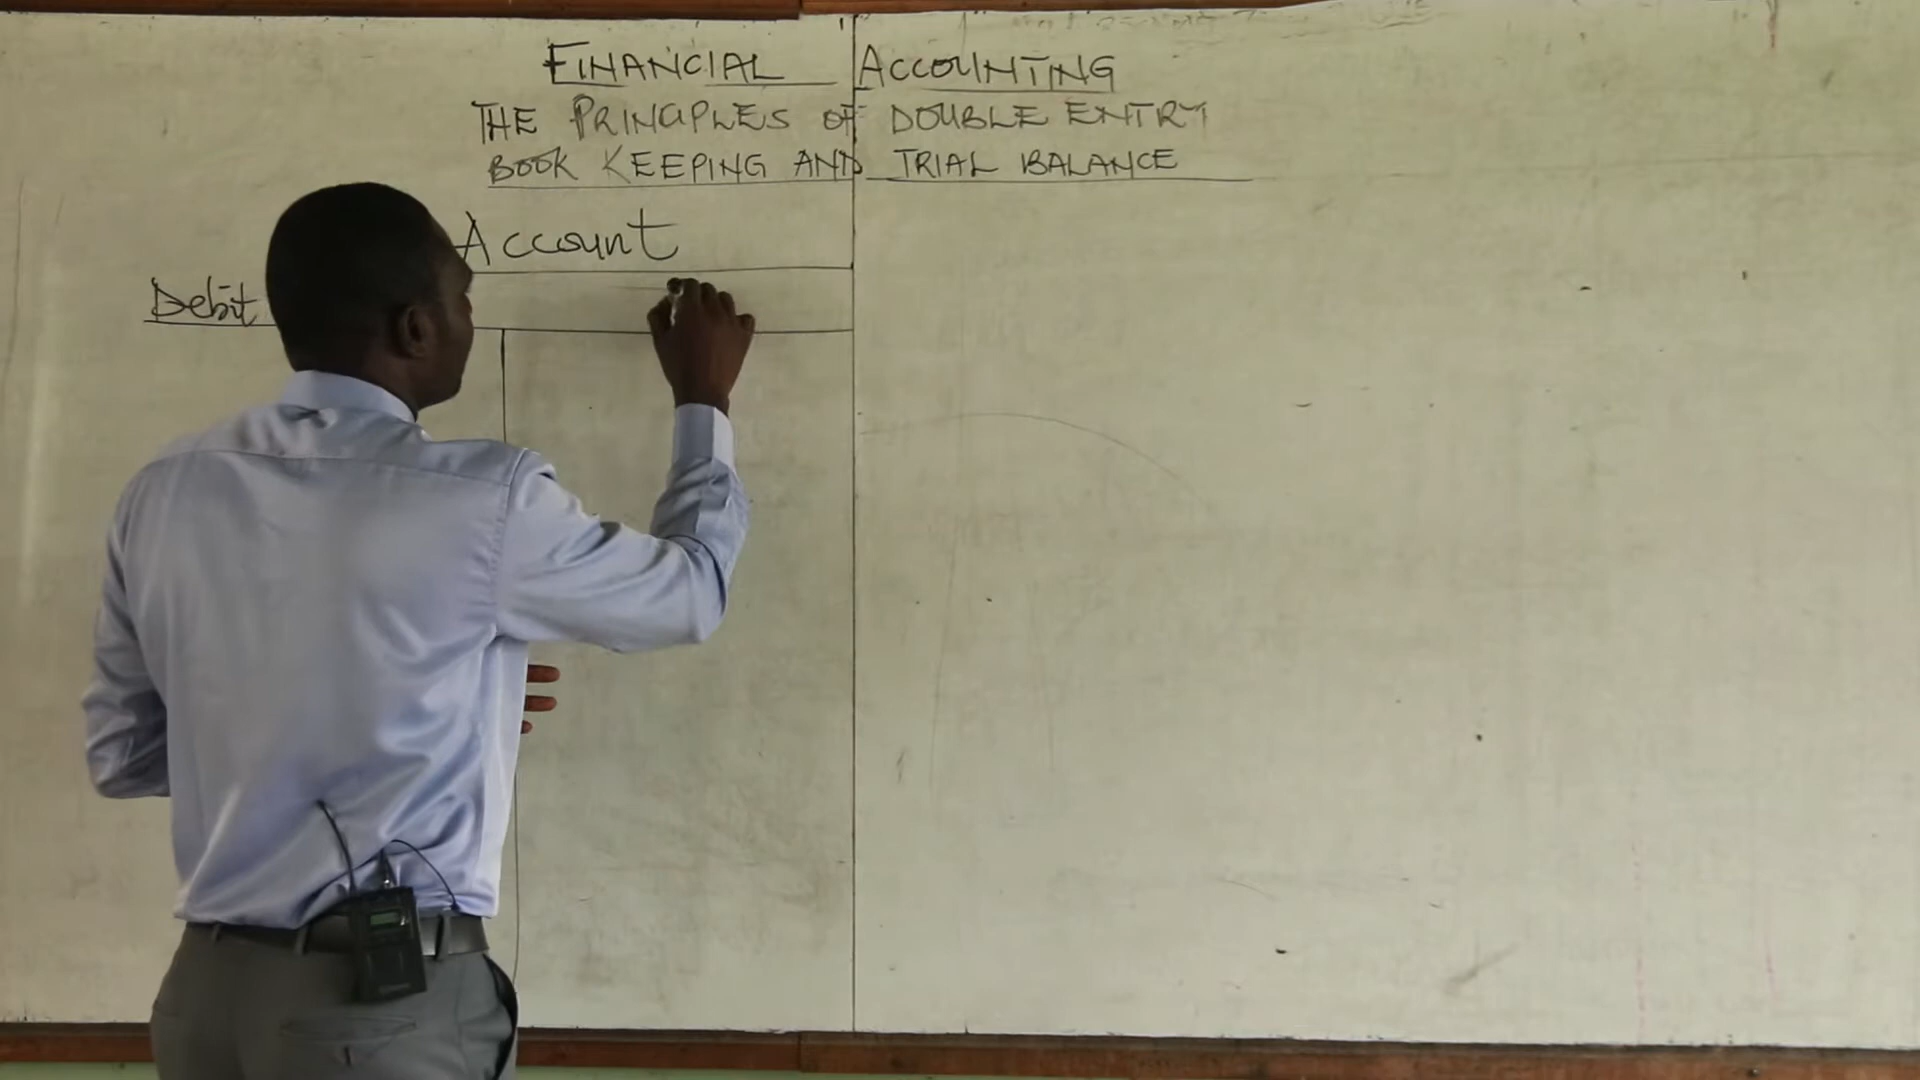 FINANCIAL ACCOUNTING
THE PRINCIPLES OF DOUBLE ENTRY
BOOK KEEPING AND TRIAL BALANCE
Account
Debit